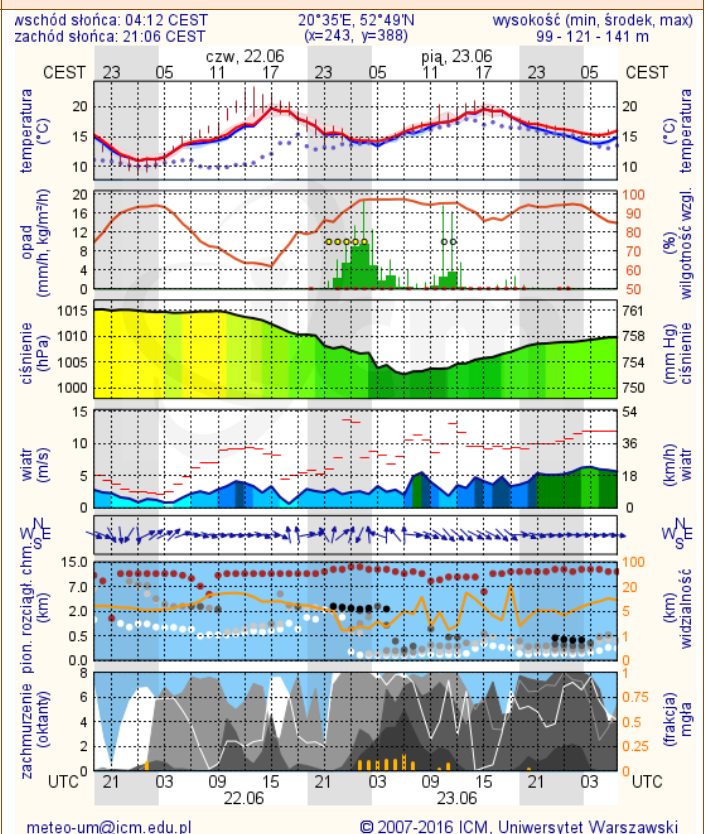 wschód słońca: 04:12 CEST 20°35'E, 52°49'N wysokość (min, środek, max)
zachód słońca: 21:06 CEST (x=243, y=388) 99 - 121 - 141 m
czw, 22.06 pią, 23.06
CEST 23 05 11 17 23 05 11 17 23 05 CEST
temperatura
(°C)
20
15
10
20
15
10
(°C)
temperatura
opad
(mm/h, kg/m²/h)
20
16
12
8
4
0
100
90
80
70
60
50
(%)
wilgotność wzgl.
ciśnienie
(hPa)
1015
1010
1005
1000
761
758
754
750
(mm Hg)
ciśnienie
wiatr
(m/s)
15
10
5
0
54
36
18
0
(km/h)
wiatr
N
W E
S
N
W E
S
pion. rozciągł. chm.
(km)
15.0
7.0
2.0
0.5
0.0
100
20
5
1
0
(km)
widzialność
zachmurzenie
(oktanty)
8
6
4
2
0
1
0.75
0.5
0.25
0
(frakcja)
mgła
UTC 21 03 09 15 21 03 09 15 21 03 UTC
22.06 23.06
meteo-um@icm.edu.pl © 2007-2016 ICM, Uniwersytet Warszawski